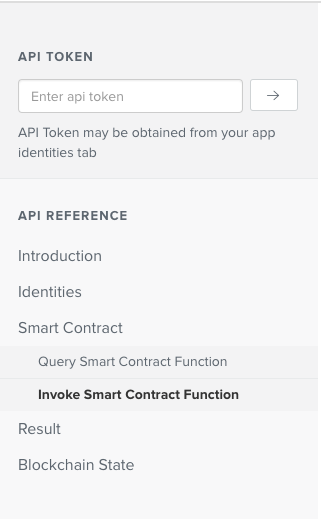 API TOKEN
Enter api token
API Token may be obtained from your app
identities tab
API REFERENCE
Introduction
Identities
Smart Contract
Query Smart Contract Function
Invoke Smart Contract Function
Result
Blockchain State